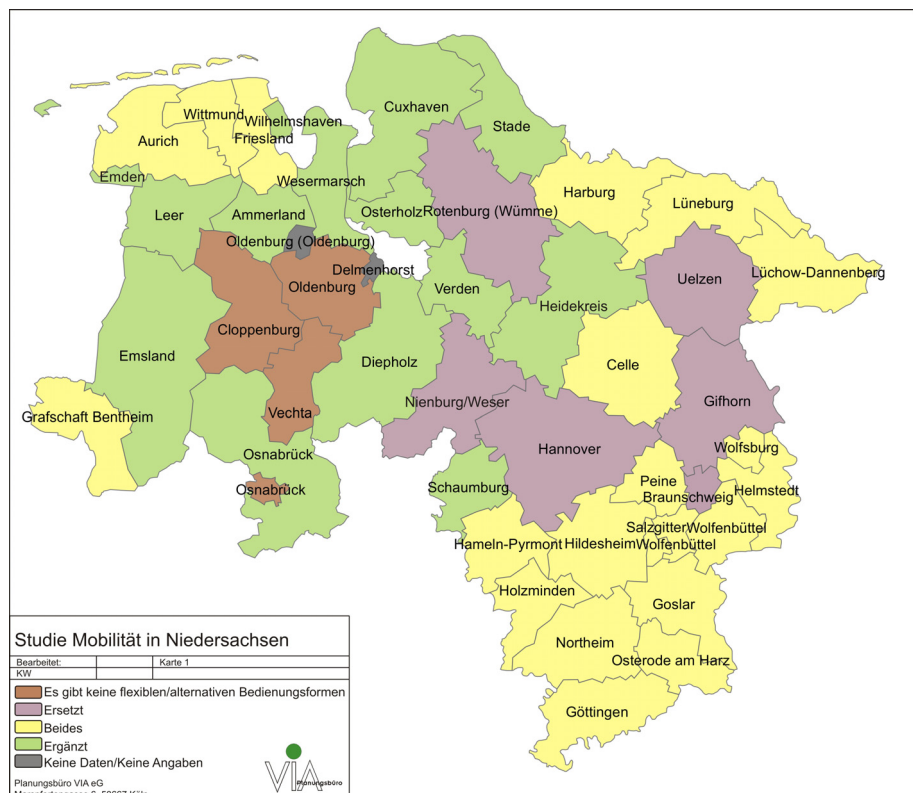 Cuxhaven
Stade
Wittmund
Wilhelmshaven
Friesland
Aurich
Emden
Wesermarsch
Harburg
Lüneburg
Leer
Ammerland
Osterholz
Rotenburg (Wümme)
Oldenburg (Oldenburg)
Delmenhorst
Oldenburg
Verden
Lüchow-Dannenberg
Uelzen
Heidekreis
Cloppenburg
Emsland
Diepholz
Celle
Grafschaft Bentheim
Vechta
Nienburg/Weser
Gifhorn
Hannover
Osnabrück
Wolfsburg
Osnabrück
Schaumburg
Peine
Braunschweig
Helmstedt
Salzgitter
Wolfenbüttel
Hameln-Pyrmont
Hildesheim
Wolfenbüttel
Holzminden
Goslar
Northeim
Osterode am Harz
Göttingen
Studie Mobilität in Niedersachsen
Bearbeitet: Karte 1
KW
Es gibt keine flexiblen/alternativen Bedienungsformen
Ersetzt
Beides
Ergänzt
Keine Daten/Keine Angaben
VIA
Planungsbüro
Planungsbüro VIA eG